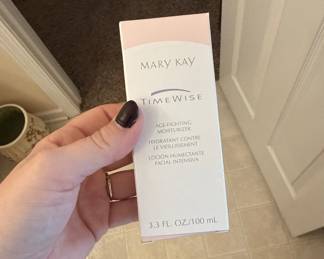 MARY KAY
TIMEWISE
AGE-FIGHTING
MOISTURIZER
HYDRATANT CONTRE
LE VIEILLISSEMENT
LOCIÓN HUMECTANTE
FACIAL INTENSIVA
3.3 FL. OZ./100 mL